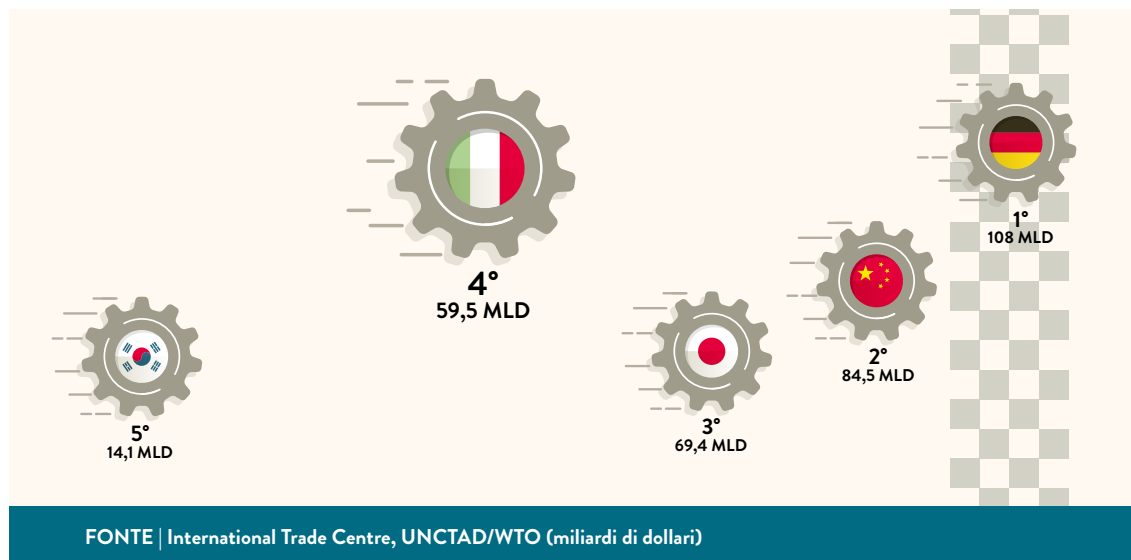 1°
108 MLD
4°
59,5 MLD
2°
84,5 MLD
3°
69,4 MLD
5°
14,1 MLD
FONTE | International Trade Centre, UNCTAD/WTO (miliardi di dollari)